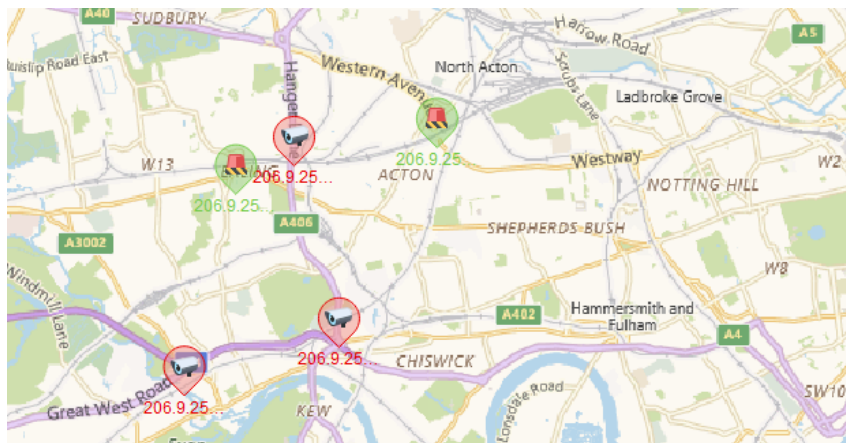 A40
SUDBURY
Harrow Road
A5
Ruislip Road East
Western Avenue
North Acton
Scrubs Lane
Ladbroke Grove
206.9.25...
W13
206.9.25...
ACTON
Westway
W2
NOTTING HILL
206.9.25...
A406
SHEPHERDS BUSH
A3002
W8
Windmill Lane
A402
Hammersmith and
Fulham
A4
206.9.25...
CHISWICK
Great West Road
206.9.25...
KEW
Lonsdale Road
SW10